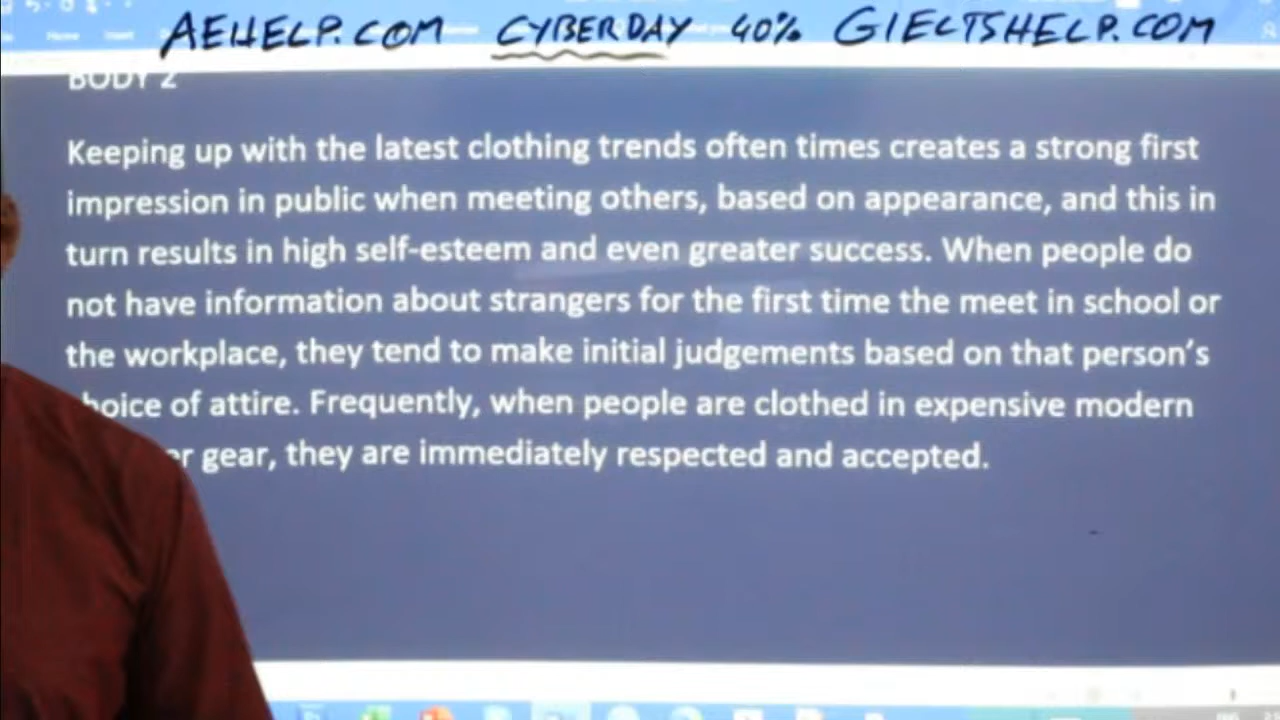 AEHELP.COM CYBERDAY 40% GIELTSHELP.COM
BODY 2
Keeping up with the latest clothing trends often times creates a strong first
impression in public when meeting others, based on appearance, and this in
turn results in high self-esteem and even greater success. When people do
not have information about strangers for the first time the meet in school or
the workplace, they tend to make initial judgements based on that person's
of attire. Frequently, when people are clothed in expensive modern
gear, they are immediately respected and accepted.